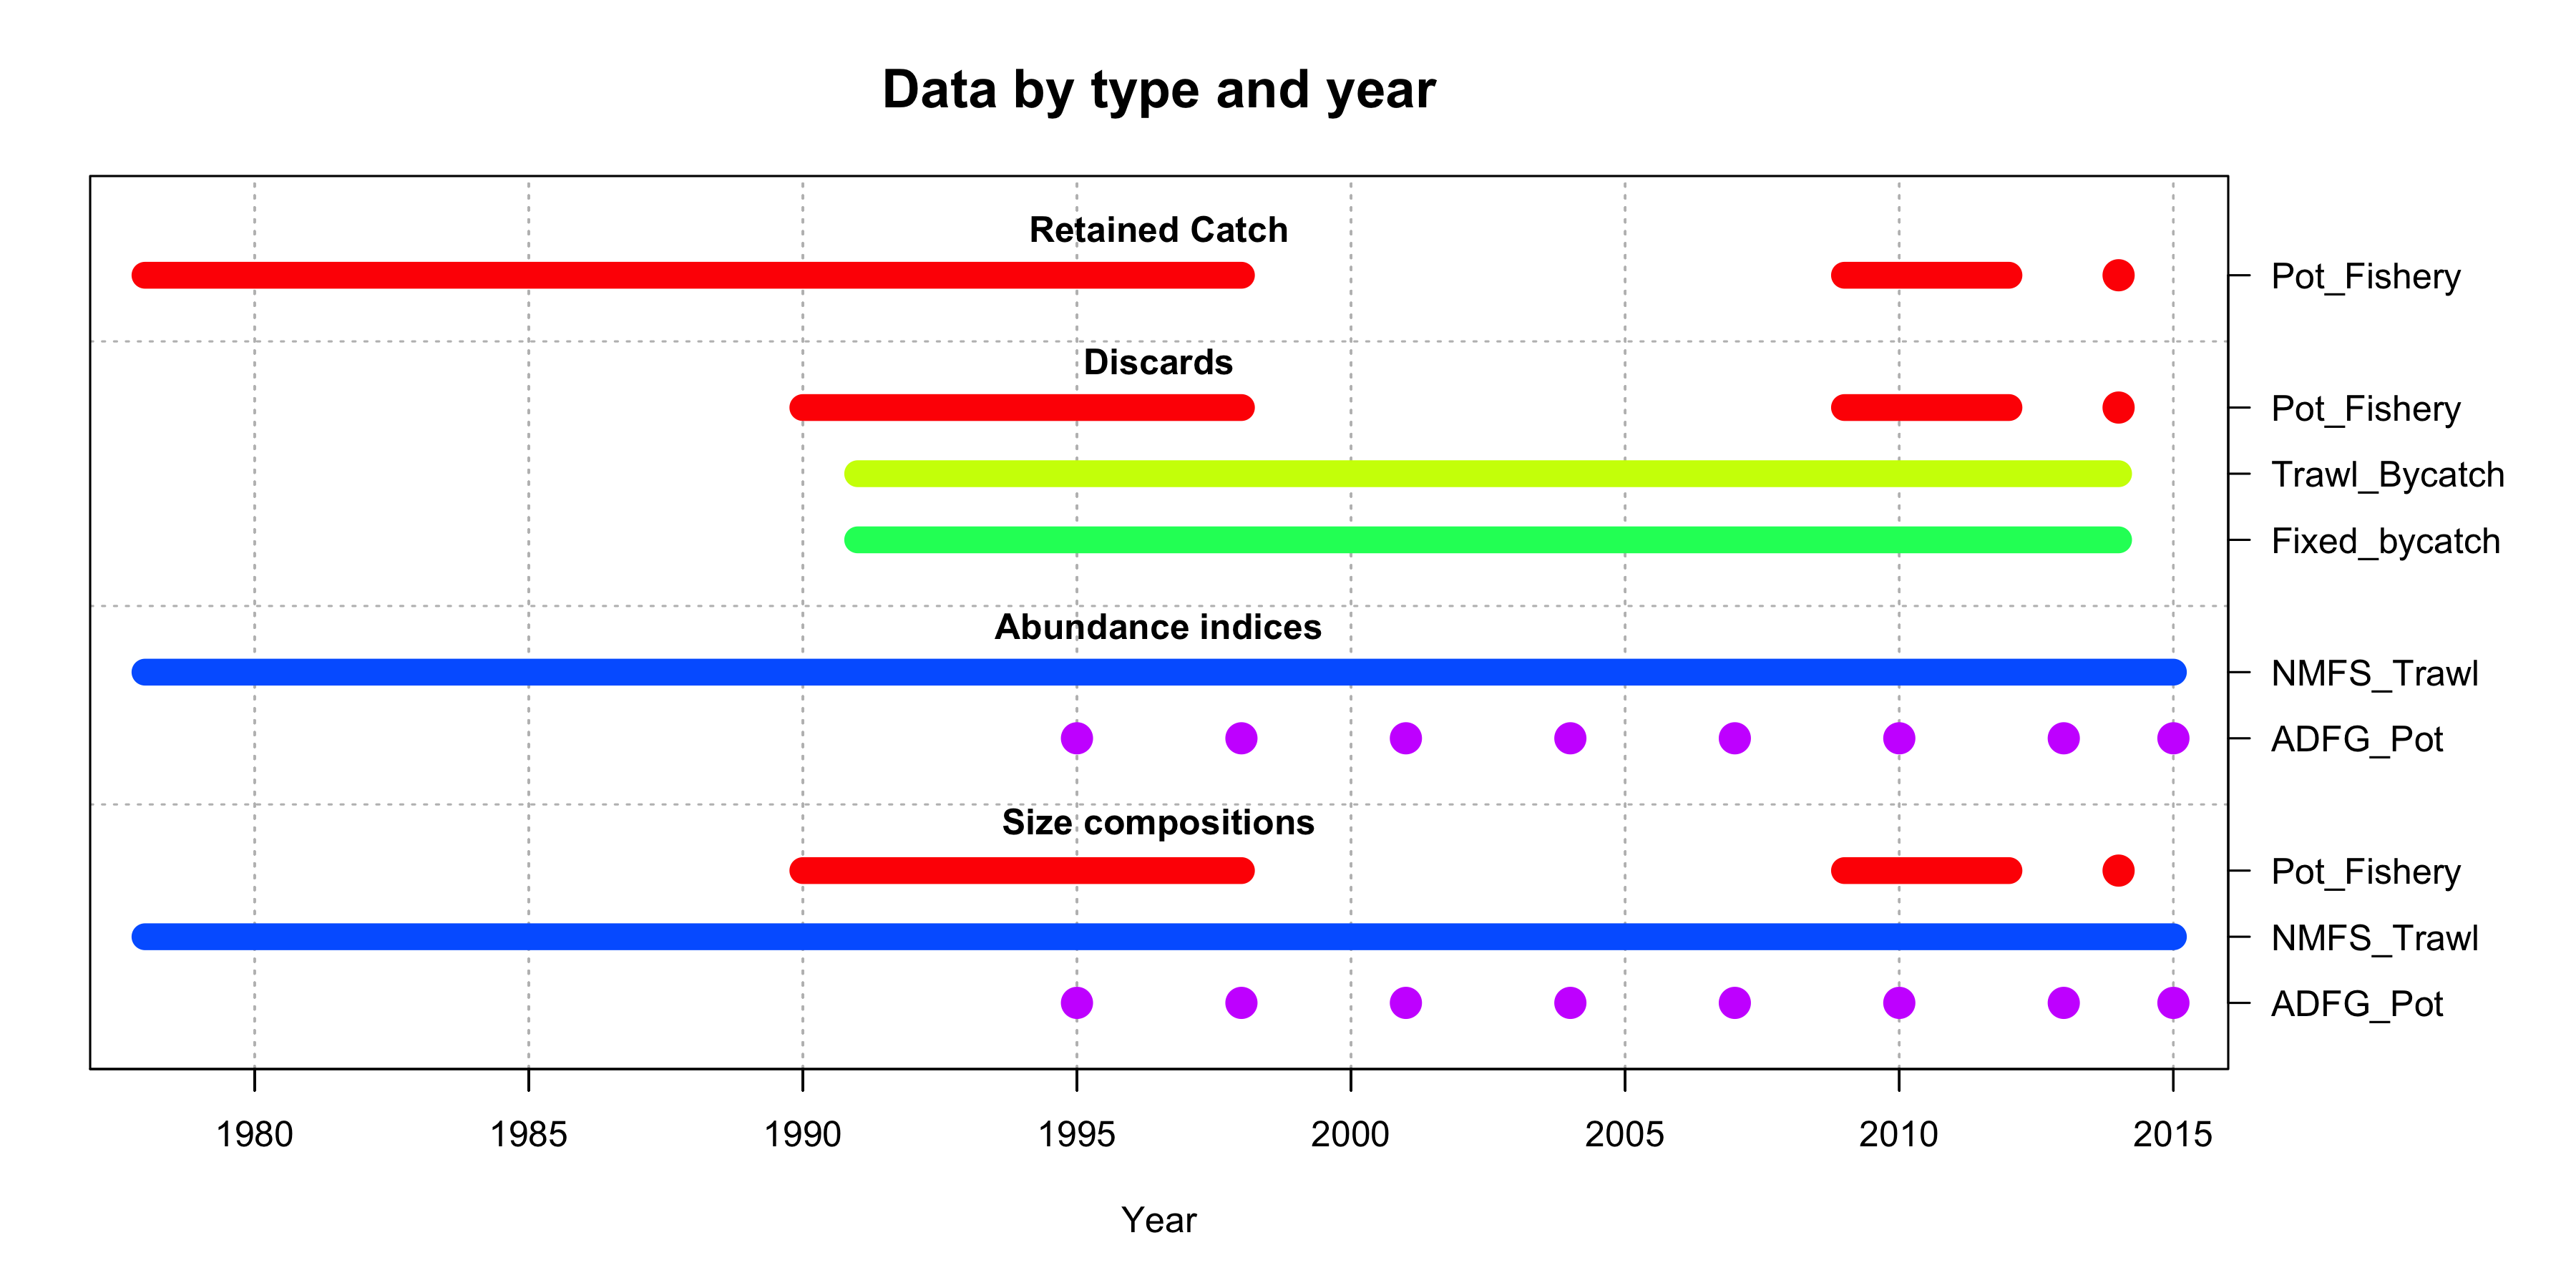 Data by type and year
Retained Catch
Pot_Fishery
Discards
Pot_Fishery
Trawl_Bycatch
Fixed_bycatch
Abundance indices
NMFS_Trawl
ADFG_Pot
Size compositions
Pot_Fishery
NMFS_Trawl
ADFG_Pot
1980 1985 1990 1995 2000 2005 2010 2015
Year